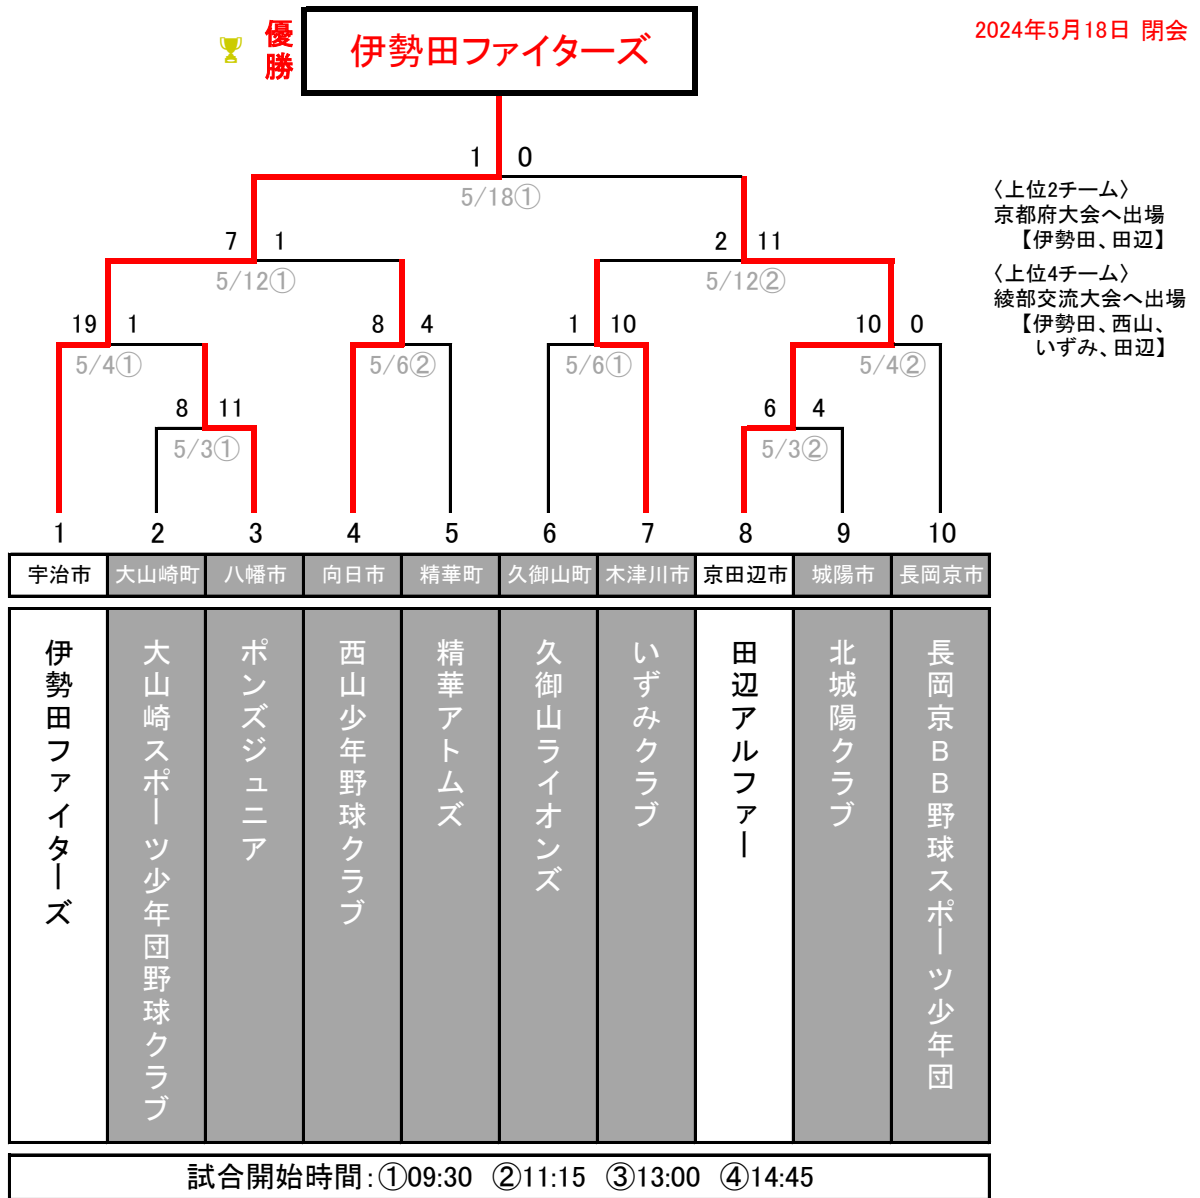 優勝
伊勢田ファイターズ
2024年5月18日 閉会
1 0
5/18①
〈上位2チーム〉
京都府大会へ出場
【伊勢田、田辺】
〈上位4チーム〉
綾部交流大会へ出場
【伊勢田、西山、
いずみ、田辺】
7 1 2 11
5/12① 5/12②
19 1 8 4 1 10 10 0
5/4① 5/6② 5/6① 5/4②
8 11 6 4
5/3① 5/3②
1 2 3 4 5 6 7 8 9 10
宇治市 大山崎町 八幡市 向日市 精華町 久御山町 木津川市 京田辺市 城陽市 長岡京市
伊勢田ファイターズ
大山崎スポーツ少年団野球クラブ
ポンズジュニア
西山少年野球クラブ
精華アトムズ
久御山ライオンズ
いずみクラブ
田辺アルファー
北城陽クラブ
長岡京BB野球スポーツ少年団
試合開始時間：①09:30 ②11:15 ③13:00 ④14:45